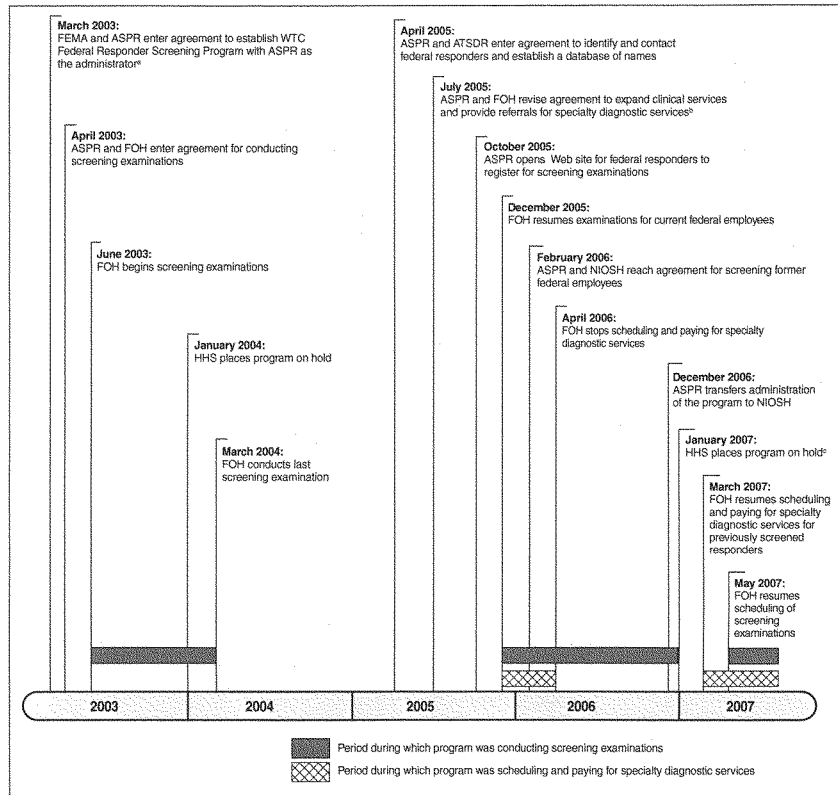 March 2003:
FEMA and ASPR enter agreement to establish WTC
Federal Responder Screening Program with ASPR as
the administratorᵃ
April 2003:
ASPR and FOH enter agreement for conducting
screening examinations
June 2003:
FOH begins screening examinations
January 2004:
HHS places program on hold
March 2004:
FOH conducts last
screening examination
April 2005:
ASPR and ATSDR enter agreement to identify and contact
federal responders and establish a database of names
July 2005:
ASPR and FOH revise agreement to expand clinical services
and provide referrals for specialty diagnostic servicesᵇ
October 2005:
ASPR opens Web site for federal responders to
register for screening examinations
December 2005:
FOH resumes examinations for current federal employees
February 2006:
ASPR and NIOSH reach agreement for screening former
federal employees
April 2006:
FOH stops scheduling and paying for specialty
diagnostic services
December 2006:
ASPR transfers administration
of the program to NIOSH
January 2007:
HHS places program on holdᶜ
March 2007:
FOH resumes scheduling
and paying for specialty
diagnostic services for
previously screened
responders
May 2007:
FOH resumes
scheduling of
screening
examinations
2003
2004
2005
2006
2007
Period during which program was conducting screening examinations
Period during which program was scheduling and paying for specialty diagnostic services